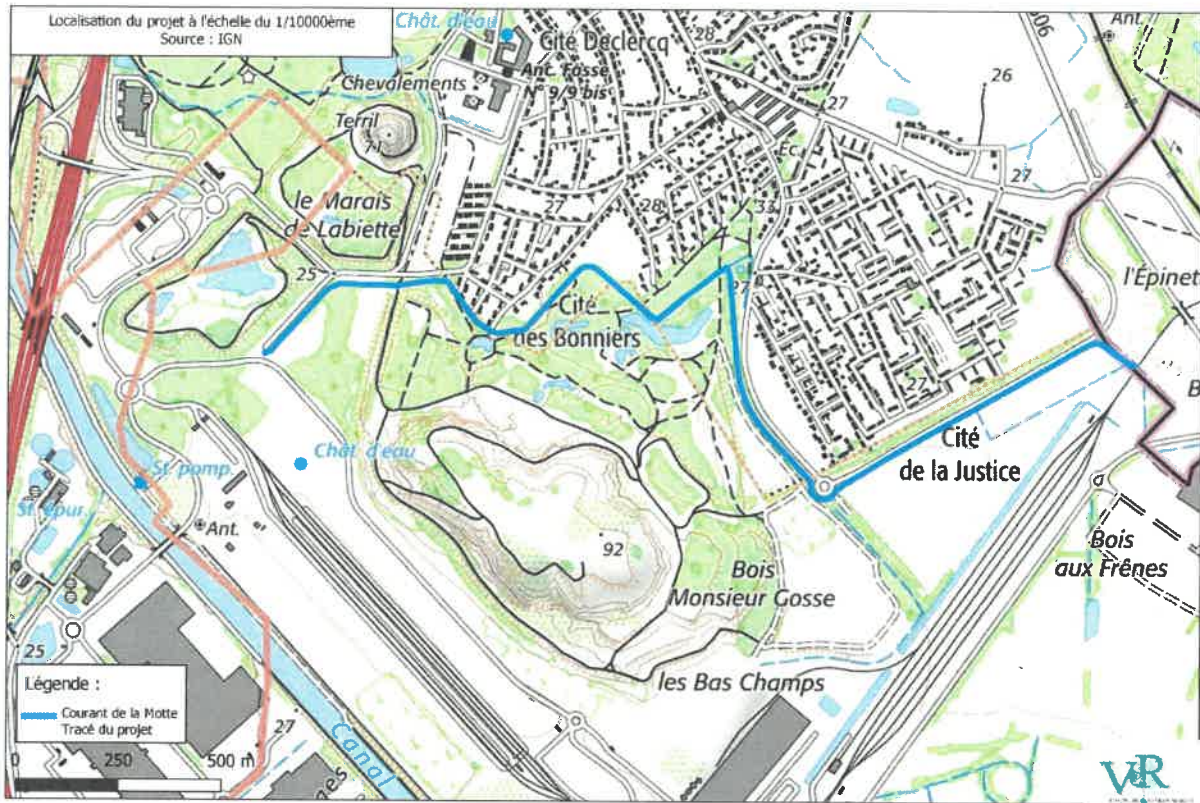 Localisation du projet à l'échelle du 1/10000ème
Source : IGN
Chât. d'eau
Cité Declercq
Anc. Fosse
N° 9/9 bis
Chevalements
Terril
71
le Marais
de Labiette
28
27
28
Ec.
33
27
26
27
Ant.
906
25
27
l'Épinet
B
Cité
des Bonniers
27
Cité
de la Justice
Chât. d'eau
St. pomp.
St. épur.
Ant.
92
Bois
Monsieur Gosse
Bois
aux Frênes
les Bas Champs
25
27
Canal
Légende :
Courant de la Motte
Tracé du projet
0 250 500 m
V&R